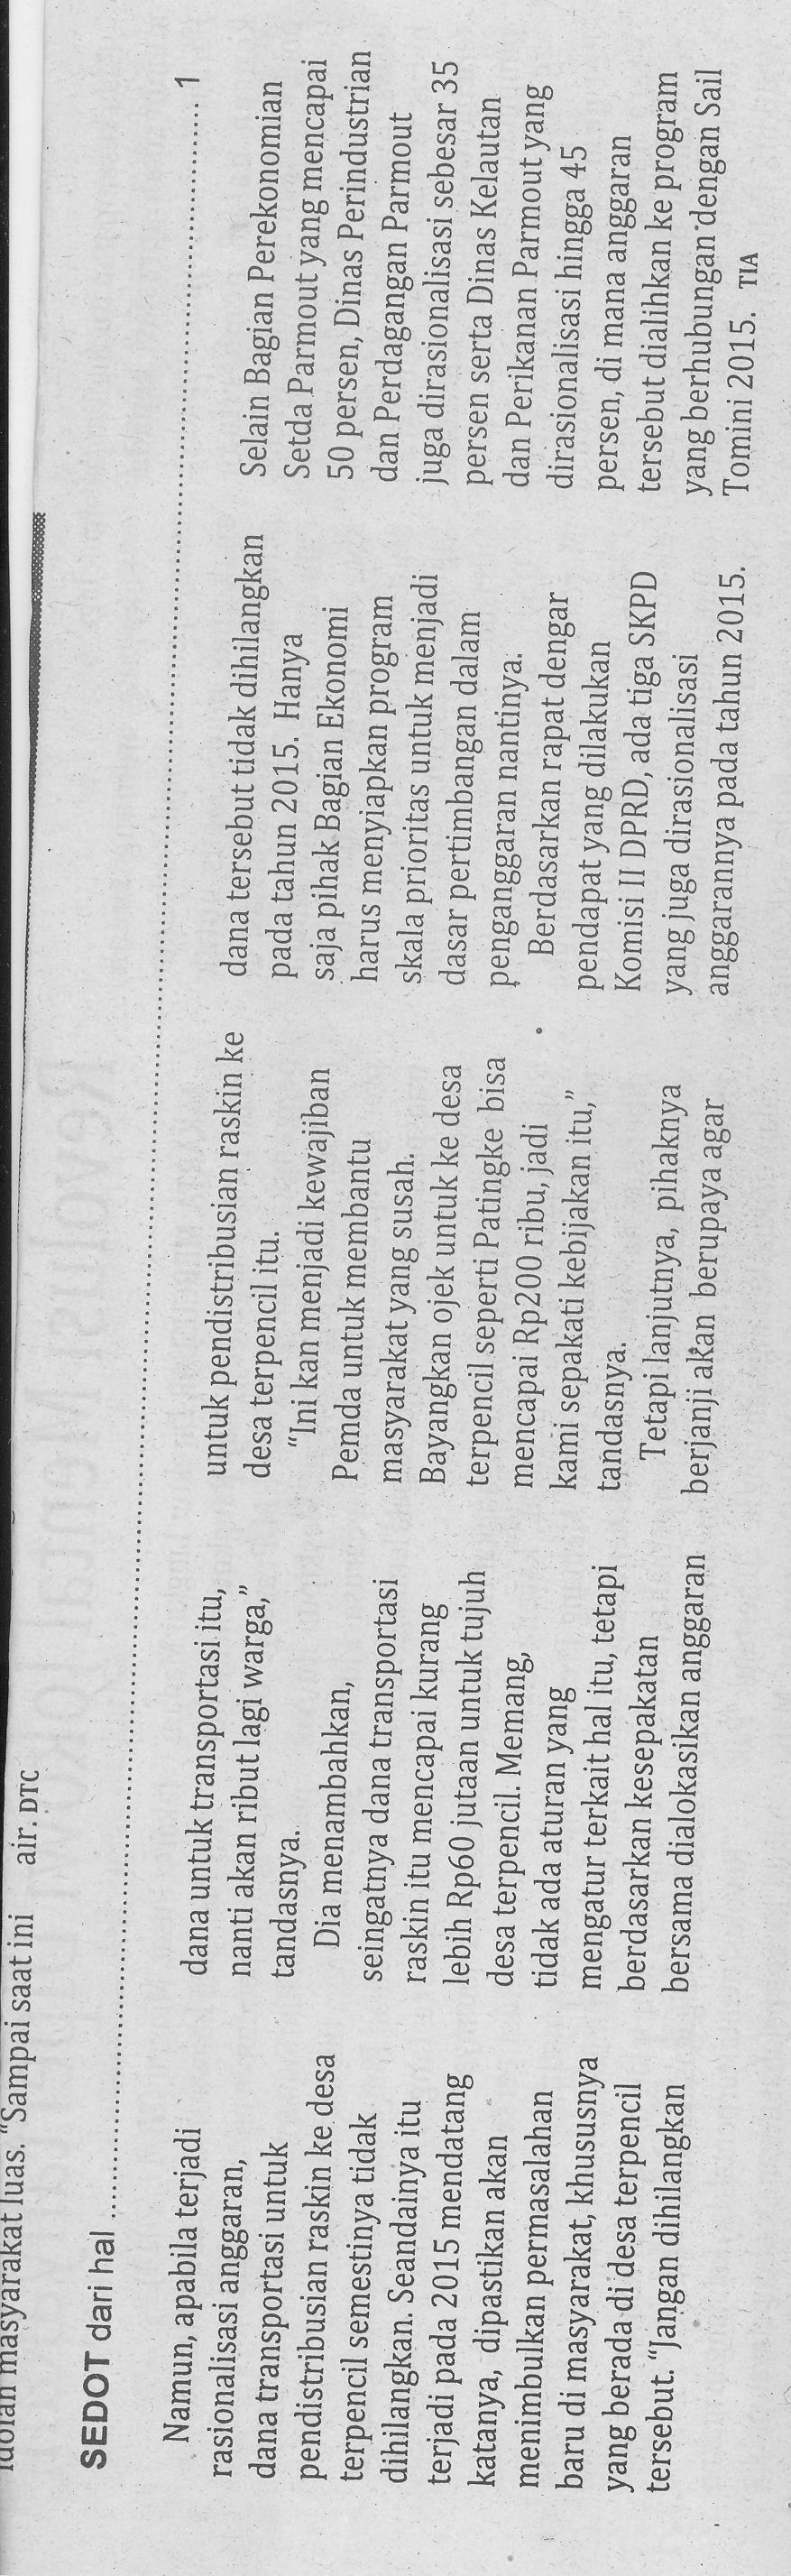 masyarakat luas. "Sampai saat ini
air. DTC
SEDOT dari hal ........ 1
Namun, apabila terjadi
rasionalisasi anggaran,
dana transportasi untuk
pendistribusian raskin ke desa
terpencil semestinya tidak
dihilangkan. Seandainya itu
terjadi pada 2015 mendatang
katanya, dipastikan akan
menimbulkan permasalahan
baru di masyarakat, khususnya
yang berada di desa terpencil
tersebut. "Jangan dihilangkan
dana untuk transportasi itu,
nanti akan ribut lagi warga,"
tandasnya.
Dia menambahkan,
seingatnya dana transportasi
raskin itu mencapai kurang
lebih Rp60 jutaan untuk tujuh
desa terpencil. Memang,
tidak ada aturan yang
mengatur terkait hal itu, tetapi
berdasarkan kesepakatan
bersama dialokasikan anggaran
untuk pendistribusian raskin ke
desa terpencil itu.
"Ini kan menjadi kewajiban
Pemda untuk membantu
masyarakat yang susah.
Bayangkan ojek untuk ke desa
terpencil seperti Patingke bisa
mencapai Rp200 ribu, jadi
kami sepakati kebijakan itu,"
tandasnya.
Tetapi lanjutnya, pihaknya
berjanji akan berupaya agar
dana tersebut tidak dihilangkan
pada tahun 2015. Hanya
saja pihak Bagian Ekonomi
harus menyiapkan program
skala prioritas untuk menjadi
dasar pertimbangan dalam
penganggaran nantinya.
Berdasarkan rapat dengar
pendapat yang dilakukan
Komisi II DPRD, ada tiga SKPD
yang juga dirasionalisasi
anggarannya pada tahun 2015.
Selain Bagian Perekonomian
Setda Parmout yang mencapai
50 persen, Dinas Perindustrian
dan Perdagangan Parmout
juga dirasionalisasi sebesar 35
persen serta Dinas Kelautan
dan Perikanan Parmout yang
dirasionalisasi hingga 45
persen, di mana anggaran
tersebut dialihkan ke program
yang berhubungan dengan Sail
Tomini 2015. TIA